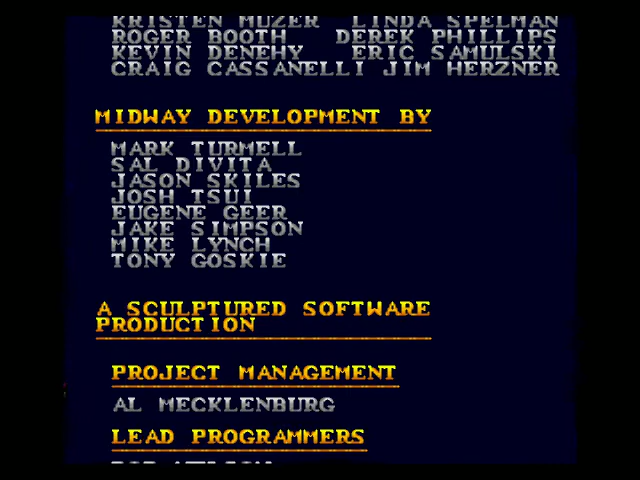 KRISTEN MUZER LINDA SPELMAN
ROGER BOOTH DEREK PHILLIPS
KEVIN DENEHY ERIC SAMULSKI
CRAIG CASSANELLI JIM HERZNER
MIDWAY DEVELOPMENT BY
MARK TURMELL
SAL DIVITA
JASON SKILES
JOSH TSUI
EUGENE GEER
JAKE SIMPSON
MIKE LYNCH
TONY GOSKIE
A SCULPTURED SOFTWARE
PRODUCTION
PROJECT MANAGEMENT
AL MECKLENBURG
LEAD PROGRAMMERS